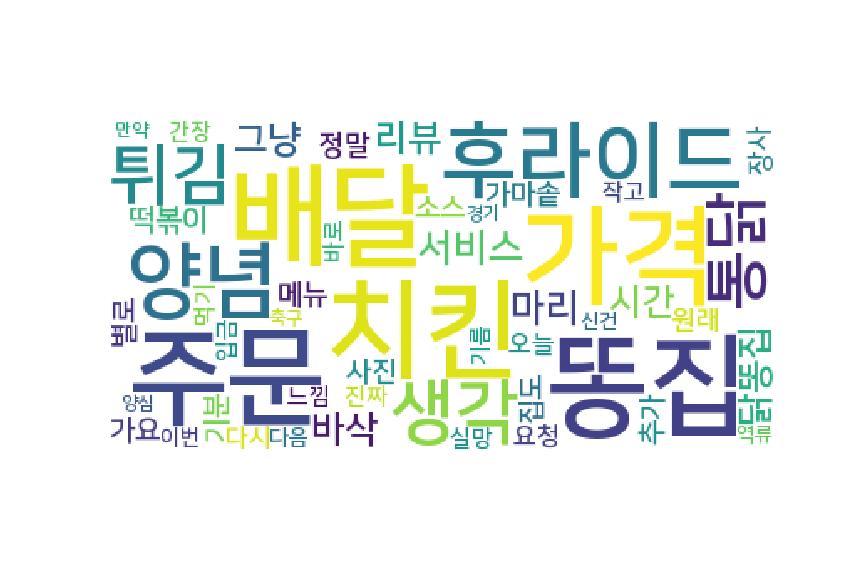 만약
간장
그냥
정말
리뷰
후라이드
장사
튀김
배달
가마솥
작고
떡볶이
소스
경기
가격
통닭
바로
서비스
양념
치킨
메뉴
마리
시간
별로
먹기
축구
신건
원래
주문
입금
기름
오늘
똥집
닭똥집
사진
생각
느낌
진짜
집도
양심
기분
바삭
추가
가요
이번
다시
다음
실망
요청
역류